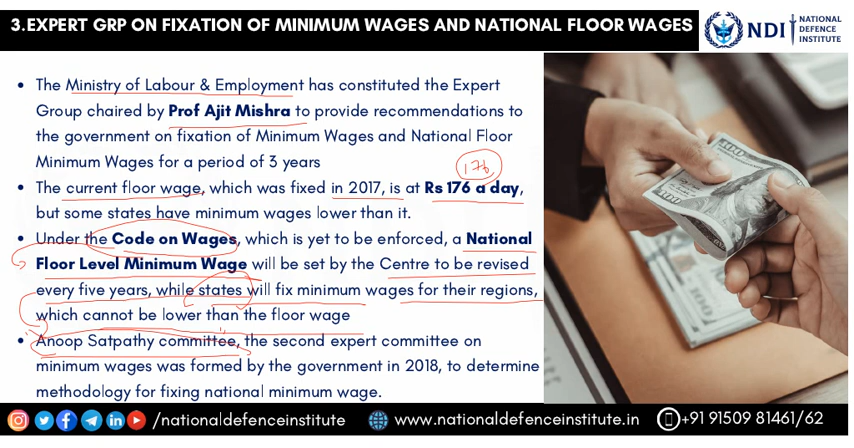 3.EXPERT GRP ON FIXATION OF MINIMUM WAGES AND NATIONAL FLOOR WAGES
NDI
NATIONAL
DEFENCE
INSTITUTE
• The Ministry of Labour & Employment has constituted the Expert
Group chaired by Prof Ajit Mishra to provide recommendations to
the government on fixation of Minimum Wages and National Floor
Minimum Wages for a period of 3 years
176
• The current floor wage, which was fixed in 2017, is at Rs 176 a day,
but some states have minimum wages lower than it.
• Under the Code on Wages, which is yet to be enforced, a National
Floor Level Minimum Wage will be set by the Centre to be revised
every five years, while states will fix minimum wages for their regions,
which cannot be lower than the floor wage
• Anoop Satpathy committee, the second expert committee on
minimum wages was formed by the government in 2018, to determine
methodology for fixing national minimum wage.
/nationaldefenceinstitute
www.nationaldefenceinstitute.in
+91 91509 81461/62
100